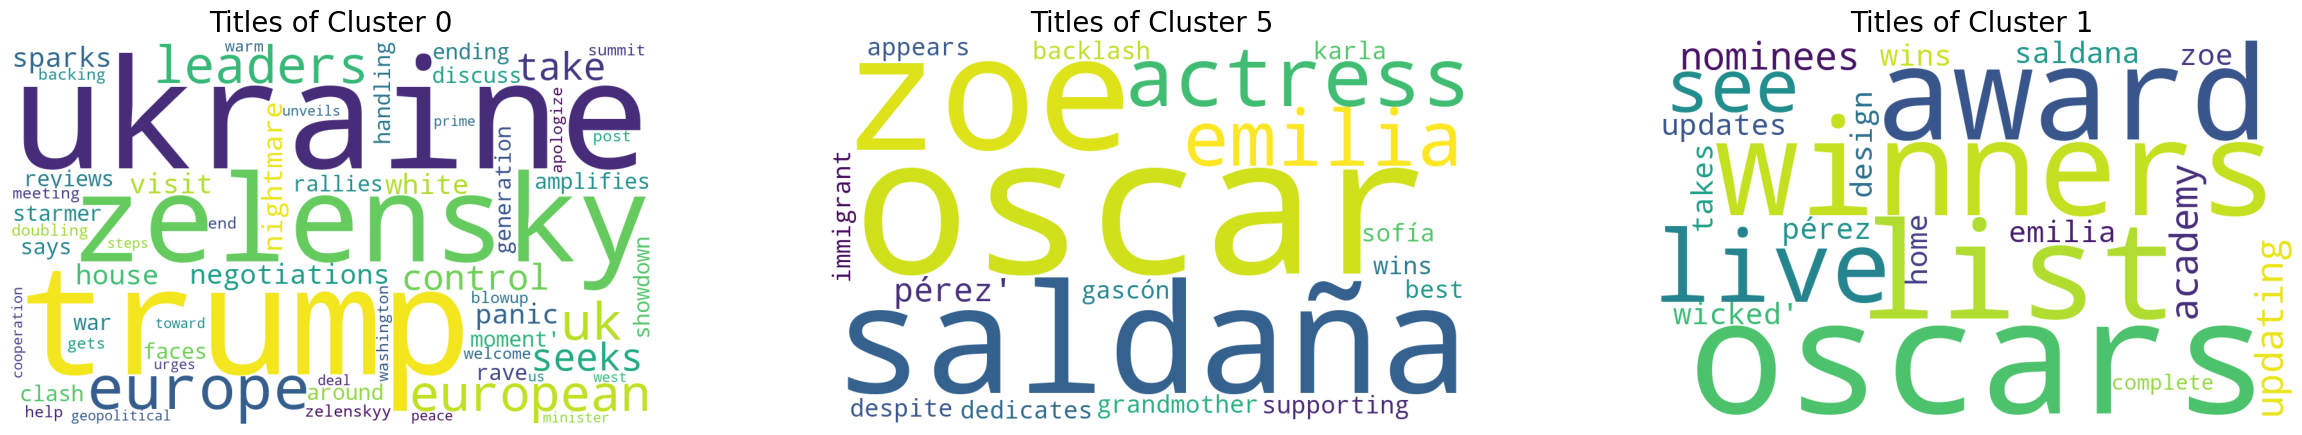 Titles of Cluster 0
sparks
backing
leaders
warm
handling
ending
discuss
take
summit
ukraine
unveils
prime
apologize
post
reviews
meeting
visit
nightmare
rallies
white
generation
amplifies
starmer
doubling
says
steps
zelensky
end
house
negotiations
control
showdown
cooperation
trump
war
gets
toward
faces
urges
washington
blowup
panic
moment'
welcome
uk
seeks
rave
us
west
clash
europe
deal
around
european
help
geopolitical
zelenskyy
peace
minister
Titles of Cluster 5
appears
backlash
karla
zoe
actress
emilia
immigrant
oscar
sofía
wins
pérez'
gascón
best
saldaña
despite
dedicates
grandmother
supporting
Titles of Cluster 1
nominees
wins
saldana
zoe
see
award
updates
design
takes
winners
pérez
home
emilia
academy
live
list
wicked'
updating
oscars
complete